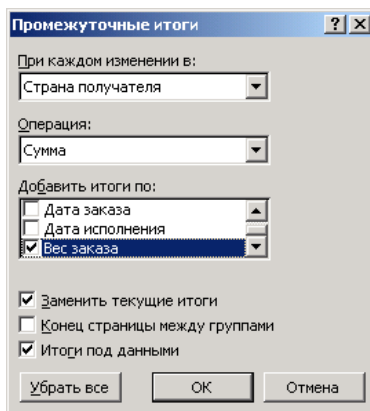 Промежуточные итоги
При каждом изменении в:
Страна получателя
Операция:
Сумма
Добавить итоги по:
Дата заказа
Дата исполнения
Вес заказа
Заменить текущие итоги
Конец страницы между группами
Итоги под данными
Убрать все OK Отмена